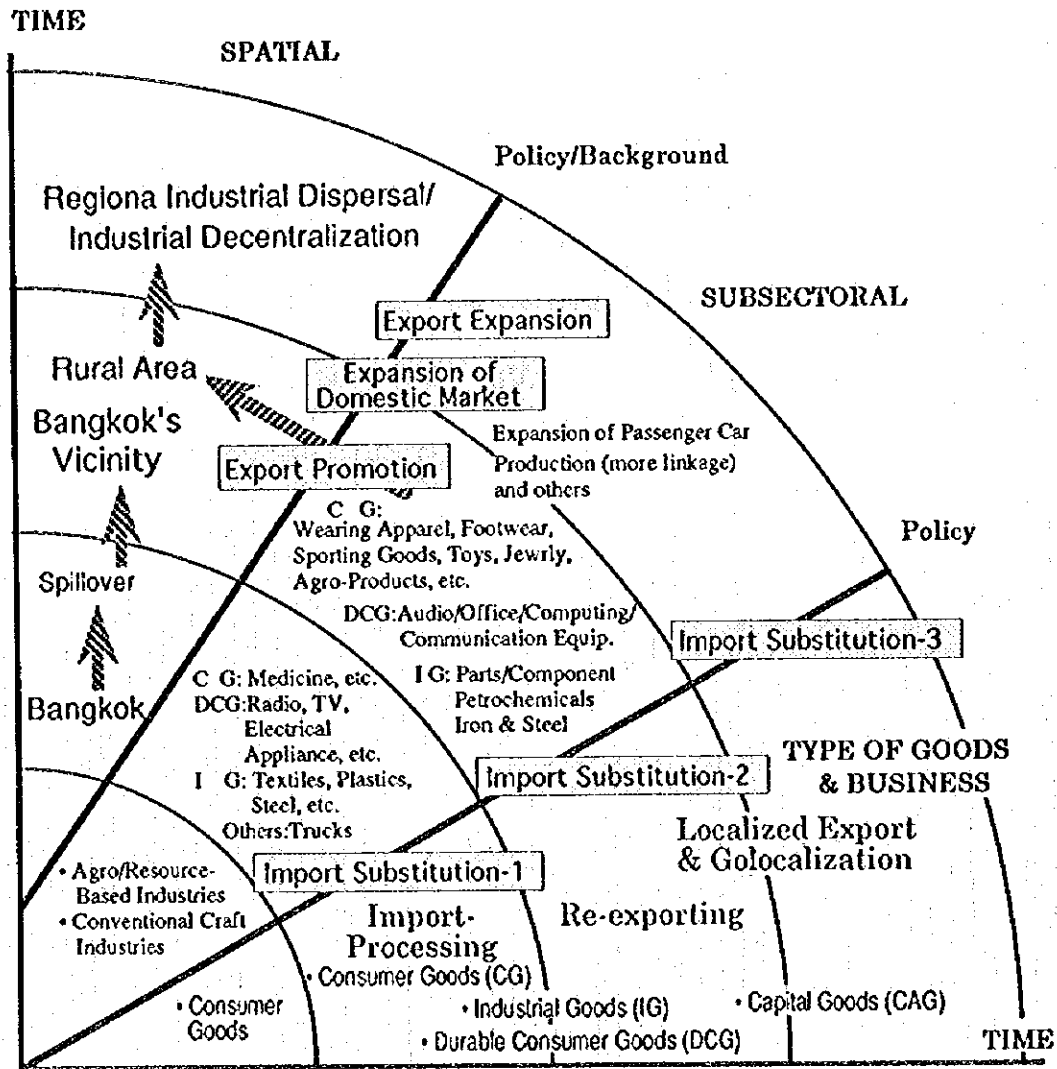 TIME
SPATIAL
Policy/Background
Regiona Industrial Dispersal/
Industrial Decentralization
SUBSECTORAL
Export Expansion
Rural Area
Expansion of
Domestic Market
Bangkok's
Vicinity
Expansion of Passenger Car
Production (more linkage)
and others
Export Promotion
C G:
Wearing Apparel, Footwear,
Sporting Goods, Toys, Jewrly,
Agro-Products, etc.
Policy
Spillover
DCG:Audio/Office/Computing/
Communication Equip.
Import Substitution-3
C G: Medicine, etc.
DCG:Radio, TV,
Electrical
Appliance, etc.
I G: Textiles, Plastics,
Steel, etc.
Others:Trucks
I G: Parts/Component
Petrochemicals
Iron & Steel
Bangkok
TYPE OF GOODS
& BUSINESS
Import Substitution-2
Localized Export
& Golocalization
• Agro/Resource-
Based Industries
• Conventional Craft
Industries
Import Substitution-1
Import-
Processing
Re-exporting
• Consumer Goods (CG)
• Consumer
Goods
• Industrial Goods (IG)
• Capital Goods (CAG)
• Durable Consumer Goods (DCG)
TIME